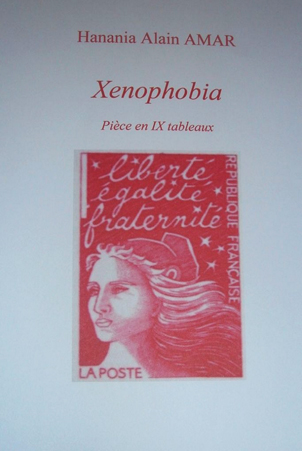 Hanania Alain AMAR
Xenophobia
Pièce en IX tableaux
liberté
égalité
fraternité
RÉPUBLIQUE FRANÇAISE
LA POSTE